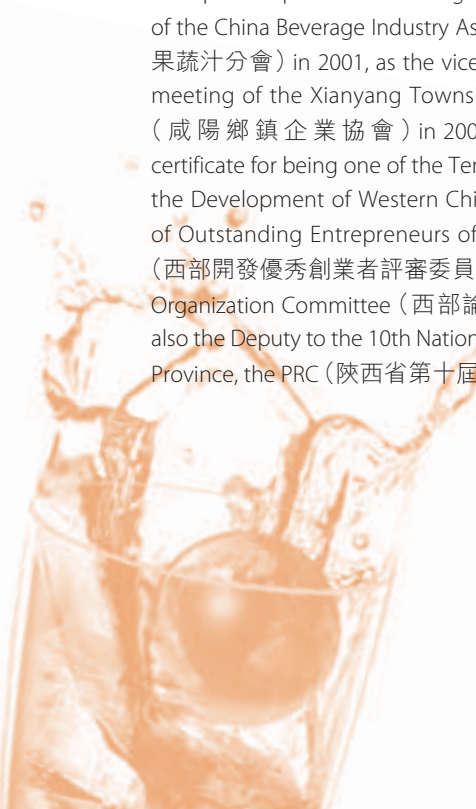 of the China Beverage Industry As
果蔬汁分會) in 2001, as the vice
meeting of the Xianyang Towns
(咸陽鄉鎮企業協會) in 200
certificate for being one of the Ter
the Development of Western Chi
of Outstanding Entrepreneurs of
(西部開發優秀創業者評審委員
Organization Committee (西部論
also the Deputy to the 10th Nation
Province, the PRC (陝西省第十屆